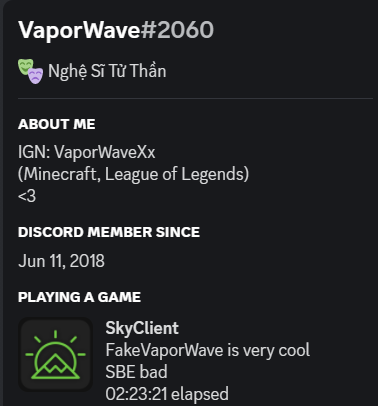 VaporWave#2060
Nghệ Sĩ Tử Thần
ABOUT ME
IGN: VaporWaveXx
(Minecraft, League of Legends)
<3
DISCORD MEMBER SINCE
Jun 11, 2018
PLAYING A GAME
SkyClient
FakeVaporWave is very cool
SBE bad
02:23:21 elapsed